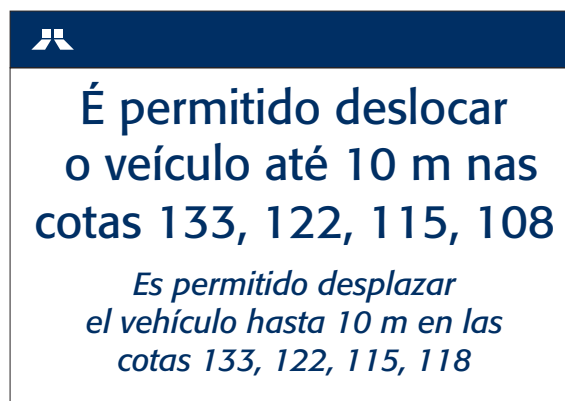 É permitido deslocar
o veículo até 10 m nas
cotas 133, 122, 115, 108
Es permitido desplazar
el vehículo hasta 10 m en las
cotas 133, 122, 115, 118